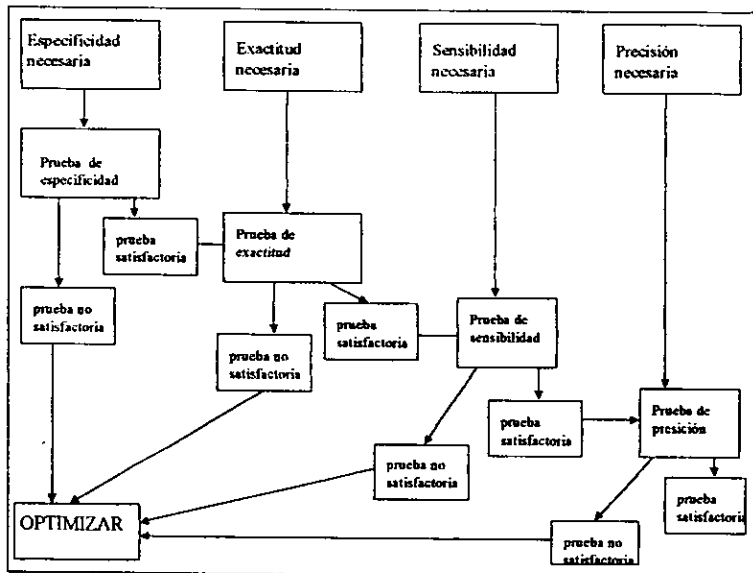 Especificidad
necesaria
Exactitud
necesaria
Sensibilidad
necesaria
Precisión
necesaria
Prueba de
especificidad
prueba
satisfactoria
Prueba de
exactitud
prueba no
satisfactoria
prueba
satisfactoria
Prueba de
sensibilidad
prueba no
satisfactoria
prueba
satisfactoria
Prueba de
presición
prueba no
satisfactoria
prueba
satisfactoria
OPTIMIZAR
prueba no
satisfactoria